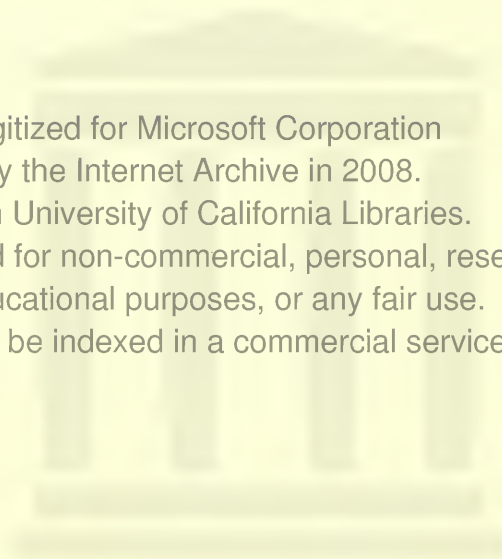 gitized for Microsoft Corporation
y the Internet Archive in 2008.
University of California Libraries.
d for non-commercial, personal, rese
ucational purposes, or any fair use.
be indexed in a commercial service